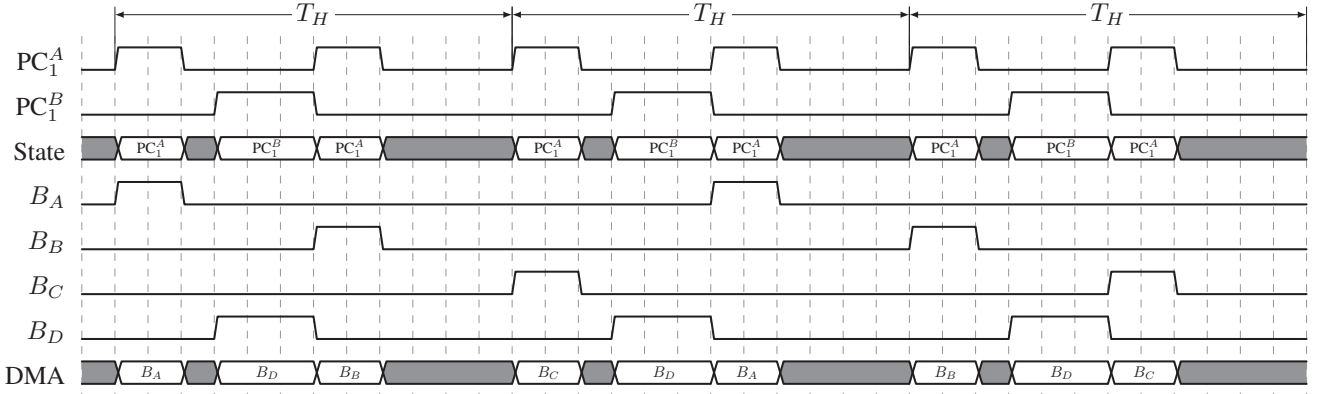 T_H T_H T_H
PC_1^A
PC_1^B
State PC_1^A PC_1^B PC_1^A PC_1^A PC_1^B PC_1^A PC_1^A PC_1^B PC_1^A
B_A
B_B
B_C
B_D
DMA B_A B_D B_B B_C B_D B_A B_B B_D B_C